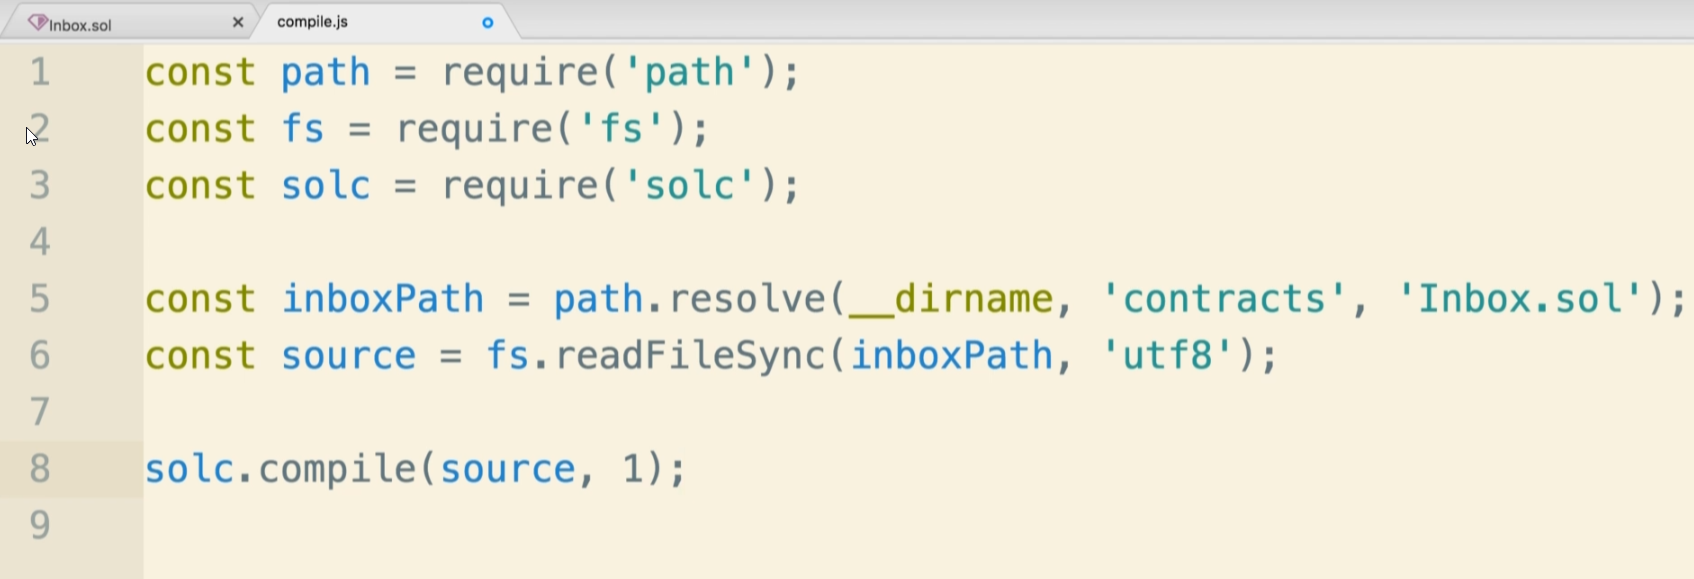 Inbox.sol × compile.js
1 const path = require('path');
2 const fs = require('fs');
3 const solc = require('solc');
4
5 const inboxPath = path.resolve(__dirname, 'contracts', 'Inbox.sol');
6 const source = fs.readFileSync(inboxPath, 'utf8');
7
8 solc.compile(source, 1);
9